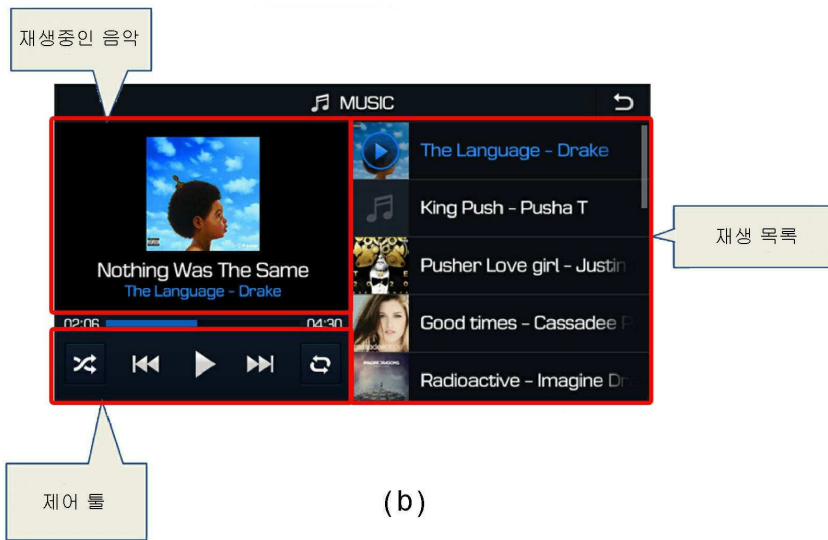 재생중인 음악
MUSIC
Nothing Was The Same
The Language - Drake
02:06 04:30
The Language - Drake
King Push - Pusha T
Pusher Love girl - Justin
Good times - Cassadee P
Radioactive - Imagine Dr
재생 목록
제어 툴
(b)